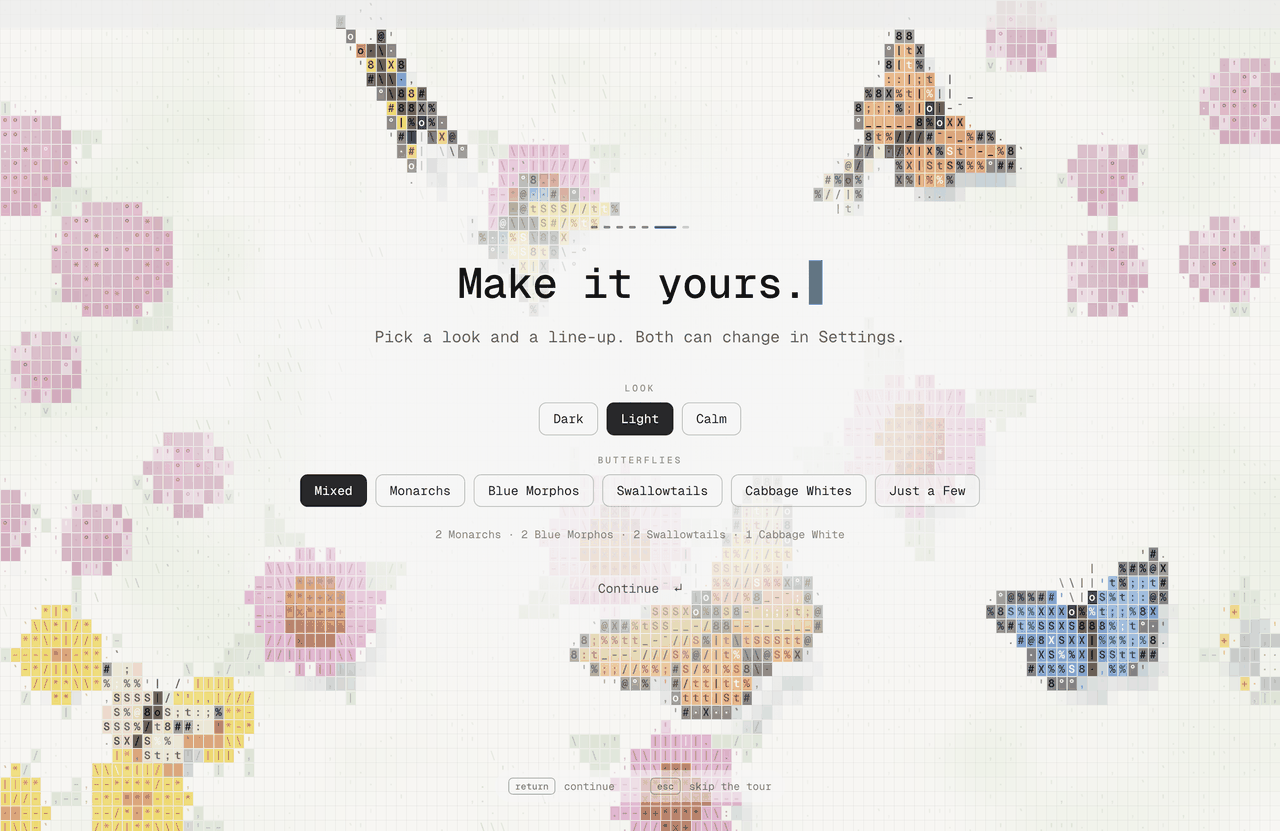 Make it yours.
Pick a look and a line-up. Both can change in Settings.
LOOK
Dark Light Calm
BUTTERFLIES
Mixed Monarchs Blue Morphos Swallowtails Cabbage Whites Just a Few
2 Monarchs · 2 Blue Morphos · 2 Swallowtails · 1 Cabbage White
Continue ↵
return continue esc skip the tour